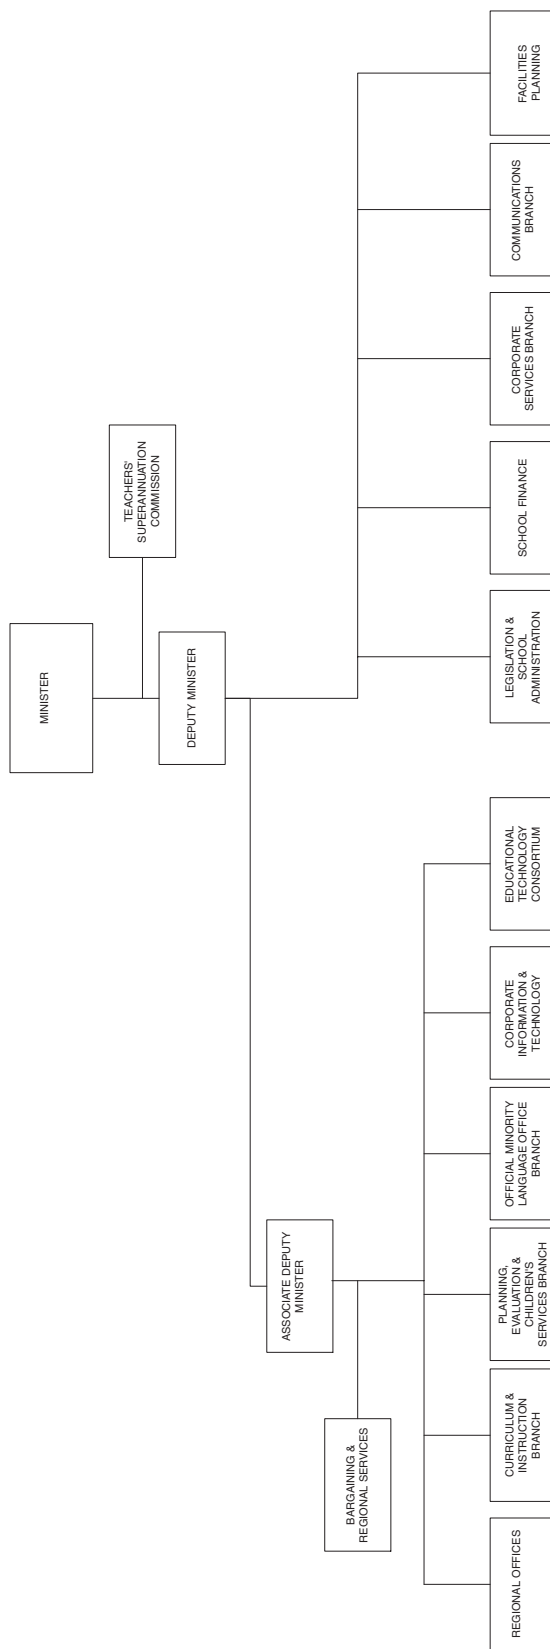 MINISTER
TEACHERS'
SUPERANNUATION
COMMISSION
DEPUTY MINISTER
ASSOCIATE DEPUTY
MINISTER
BARGAINING &
REGIONAL SERVICES
REGIONAL OFFICES
CURRICULUM &
INSTRUCTION
BRANCH
PLANNING,
EVALUATION &
CHILDREN'S
SERVICES BRANCH
OFFICIAL MINORITY
LANGUAGE OFFICE
BRANCH
CORPORATE
INFORMATION &
TECHNOLOGY
EDUCATIONAL
TECHNOLOGY
CONSORTIUM
LEGISLATION &
SCHOOL
ADMINISTRATION
SCHOOL FINANCE
CORPORATE
SERVICES BRANCH
COMMUNICATIONS
BRANCH
FACILITIES
PLANNING